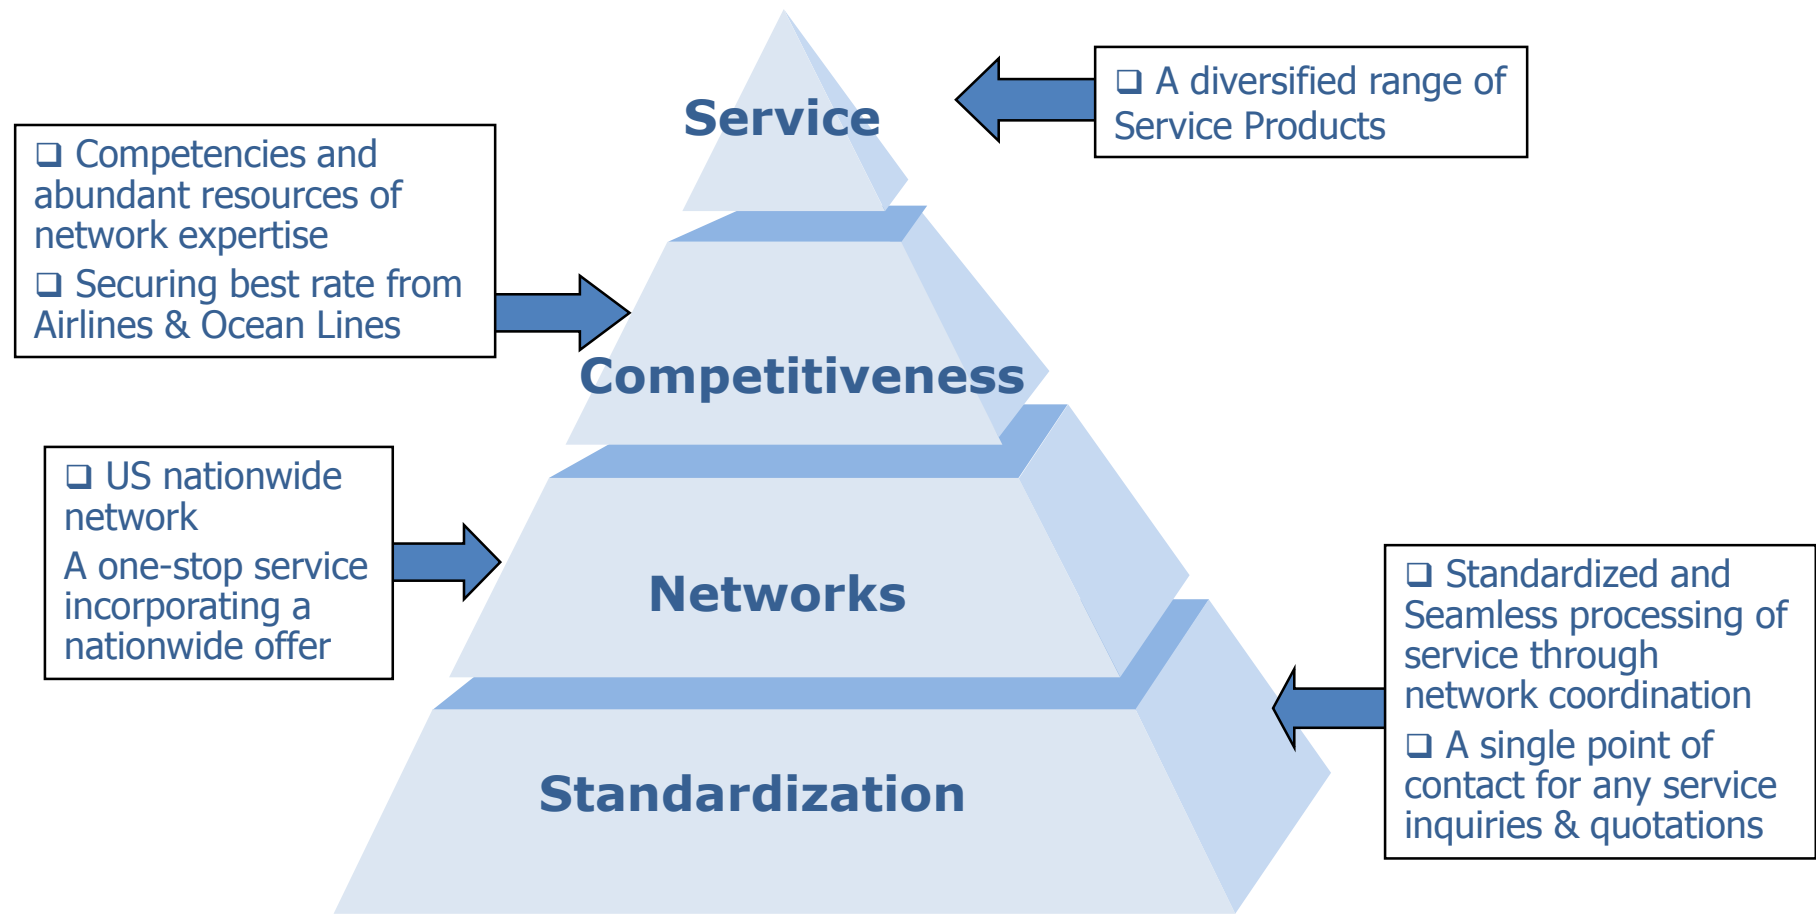 Service
❑ A diversified range of
Service Products
❑ Competencies and
abundant resources of
network expertise
❑ Securing best rate from
Airlines & Ocean Lines
Competitiveness
❑ US nationwide
network
A one-stop service
incorporating a
nationwide offer
Networks
❑ Standardized and
Seamless processing of
service through
network coordination
❑ A single point of
contact for any service
inquiries & quotations
Standardization